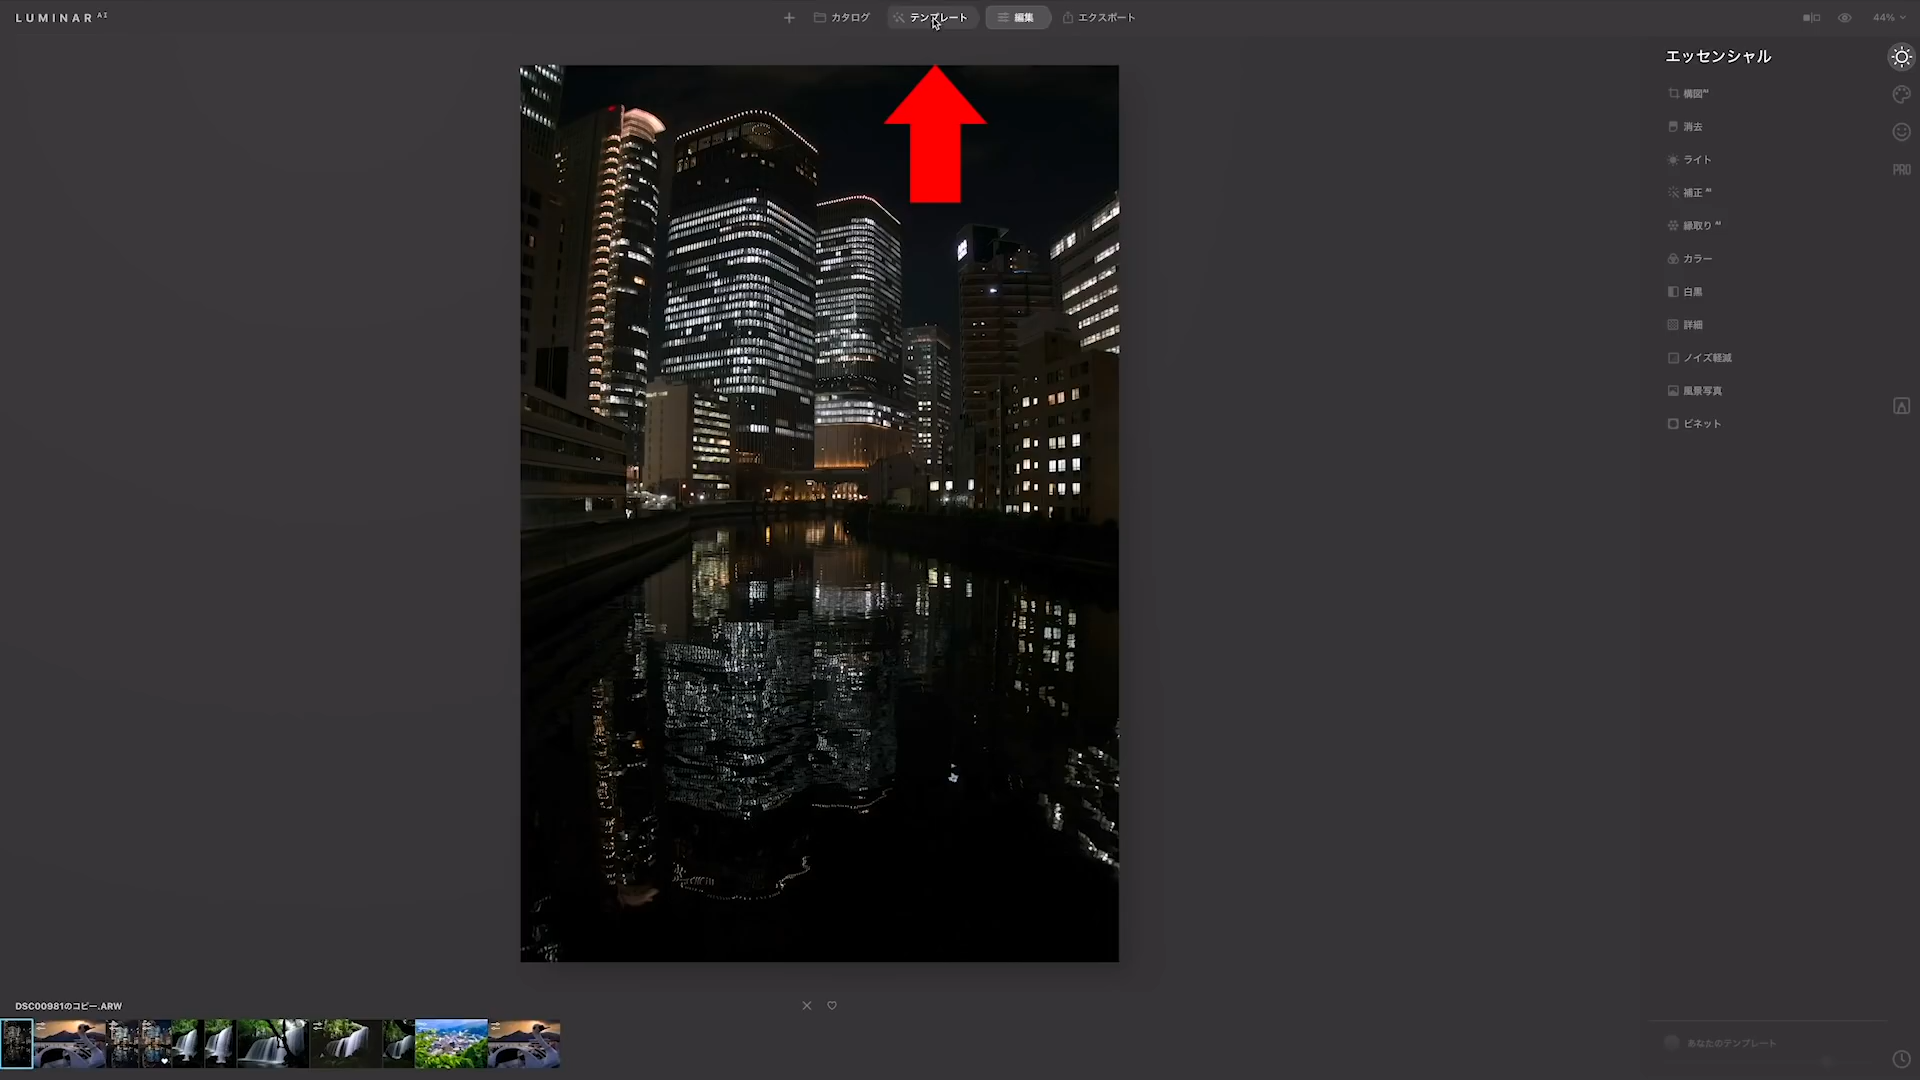 LUMINAR AI
カタログ
テンプレート
編集
エクスポート
44%
エッセンシャル
構図AI
消去
ライト
補正 AI
縁取り AI
カラー
白黒
詳細
ノイズ軽減
風景写真
ビネット
PRO
DSC00981のコピー.ARW
あなたのテンプレート